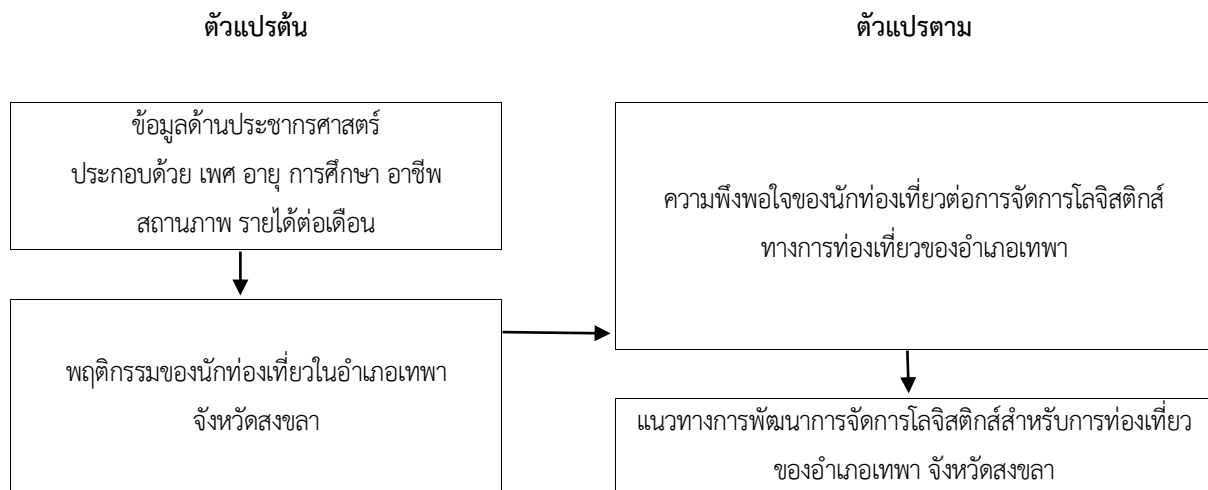 ตัวแปรต้น
ตัวแปรตาม
ข้อมูลด้านประชากรศาสตร์
ประกอบด้วย เพศ อายุ การศึกษา อาชีพ
สถานภาพ รายได้ต่อเดือน
พฤติกรรมของนักท่องเที่ยวในอำเภอเทพา
จังหวัดสงขลา
ความพึงพอใจของนักท่องเที่ยวต่อการจัดการโลจิสติกส์
ทางการท่องเที่ยวของอำเภอเทพา
แนวทางการพัฒนาการจัดการโลจิสติกส์สำหรับการท่องเที่ยว
ของอำเภอเทพา จังหวัดสงขลา